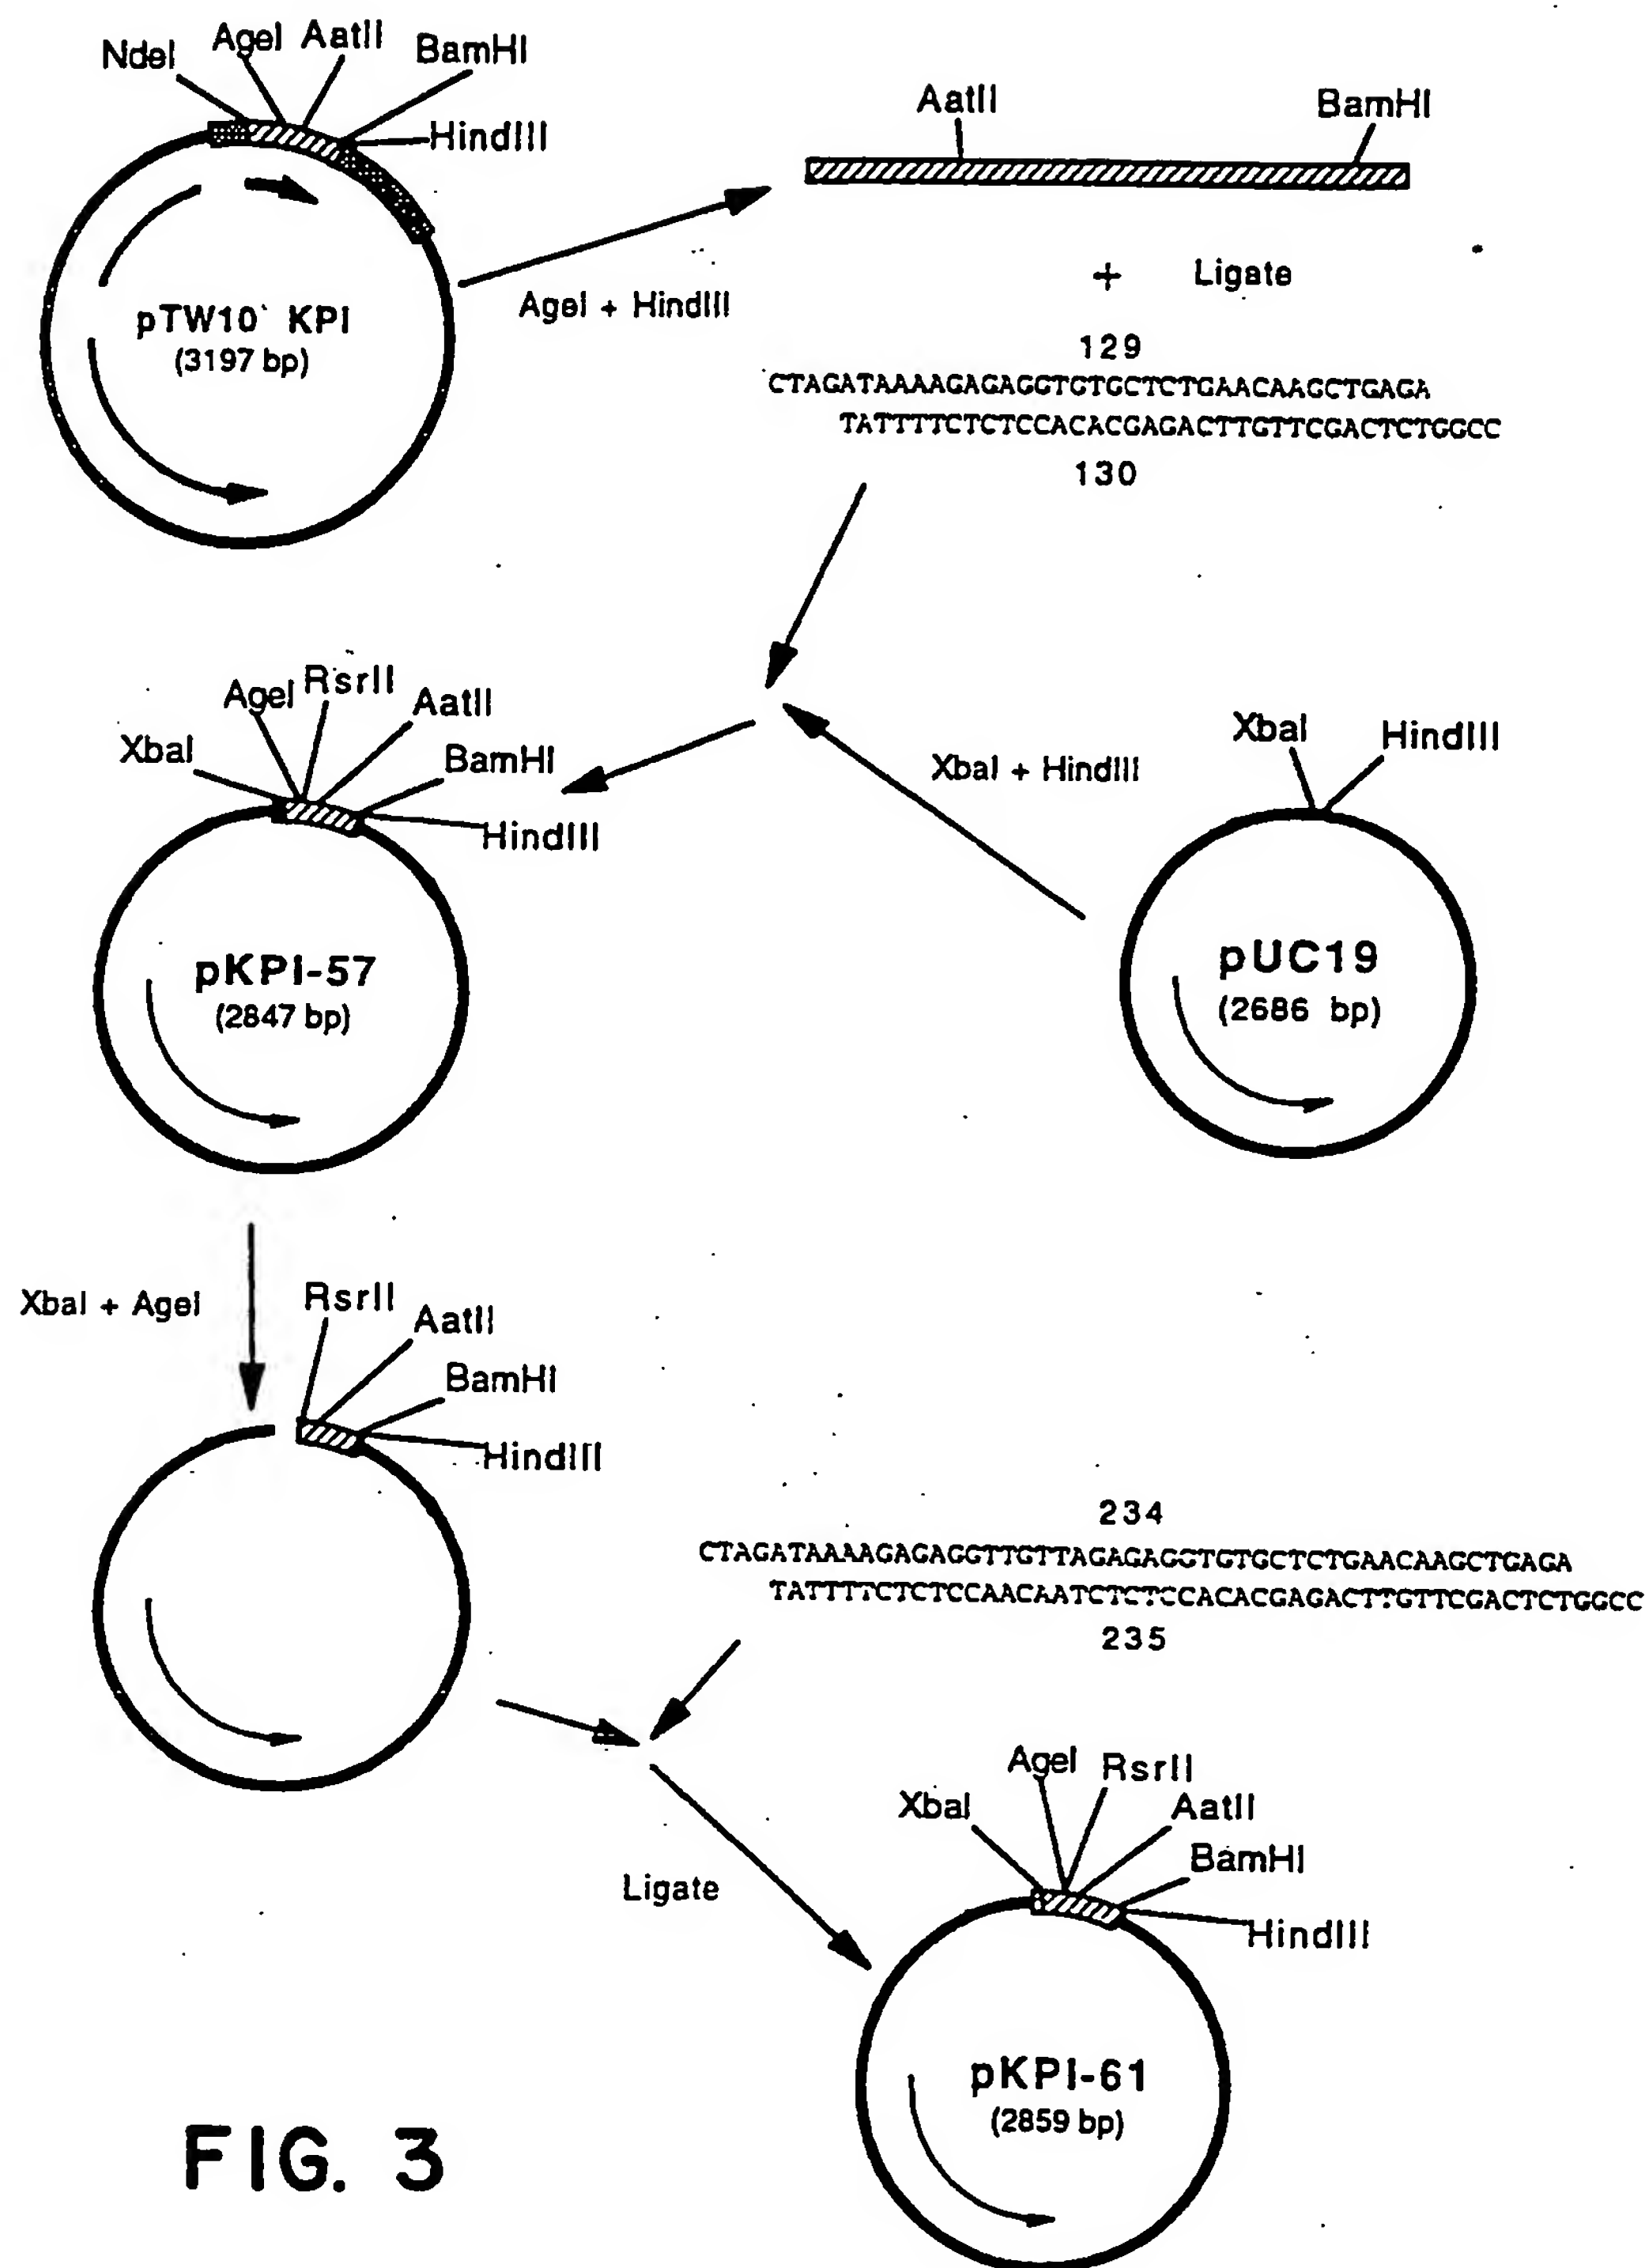 NdeI
AgeI
AatII
BamHI
HindIII
AatII
BamHI
pTW10 KPI
(3197 bp)
AgeI + HindIII
+ Ligate
129
CTAGATAAAAGAGAGGTGTGCTCTGAACAAGCTGAGA
TATTTTCTCTCCACACGAGACTTGTTCGACTCTGGCC
130
XbaI
AgeI
RsrII
AatII
BamHI
HindIII
XbaI + HindIII
XbaI
HindIII
pKPI-57
(2847 bp)
pUC19
(2686 bp)
XbaI + AgeI
RsrII
AatII
BamHI
HindIII
234
CTAGATAAAAGAGAGGTTGTTAGAGAGGTGTGCTCTGAACAAGCTGAGA
TATTTTCTCTCCAACAATCTCTCCACACGAGACTTGTTCGACTCTGGCC
235
Ligate
XbaI
AgeI
RsrII
AatII
BamHI
HindIII
pKPI-61
(2859 bp)
FIG. 3